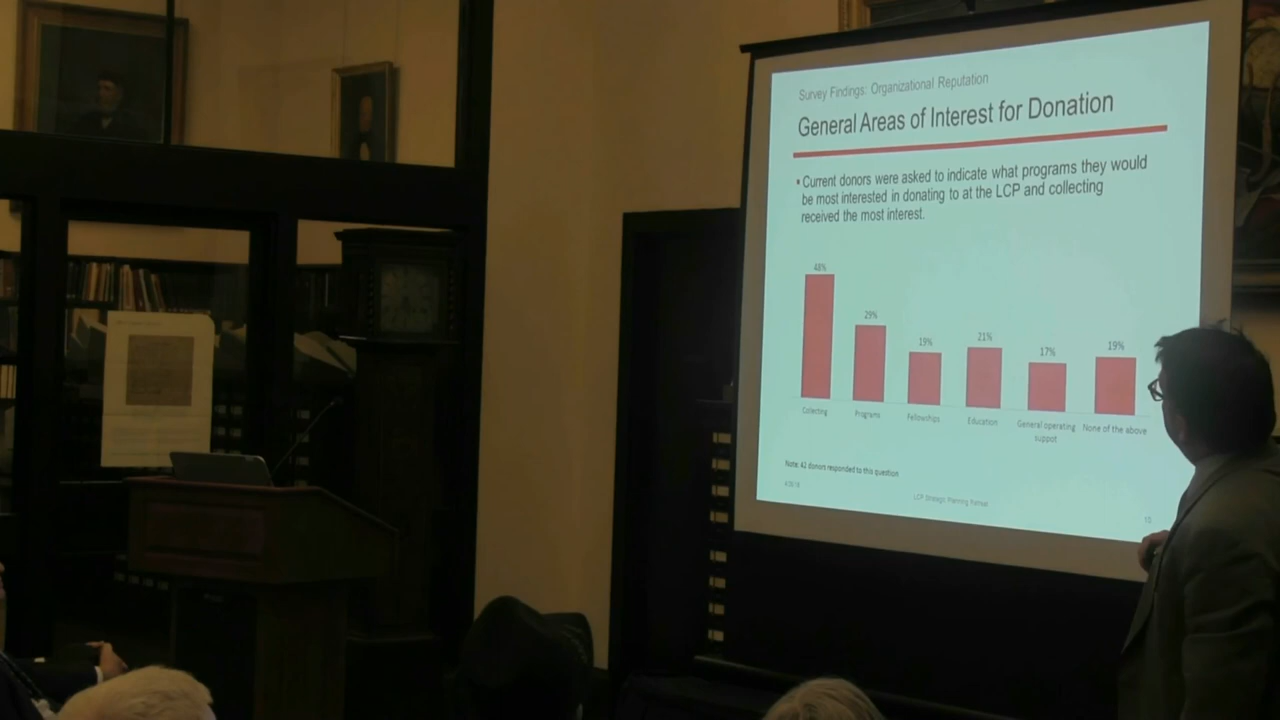 Survey Findings: Organizational Reputation
General Areas of Interest for Donation
▪ Current donors were asked to indicate what programs they would
be most interested in donating to at the LCP and collecting
received the most interest.
48%
29%
19%
21%
17%
19%
Collecting
Programs
Fellowships
Education
General operating
suppot
None of the above
Note: 42 donors responded to this question
LCP Strategic Planning Retreat
10